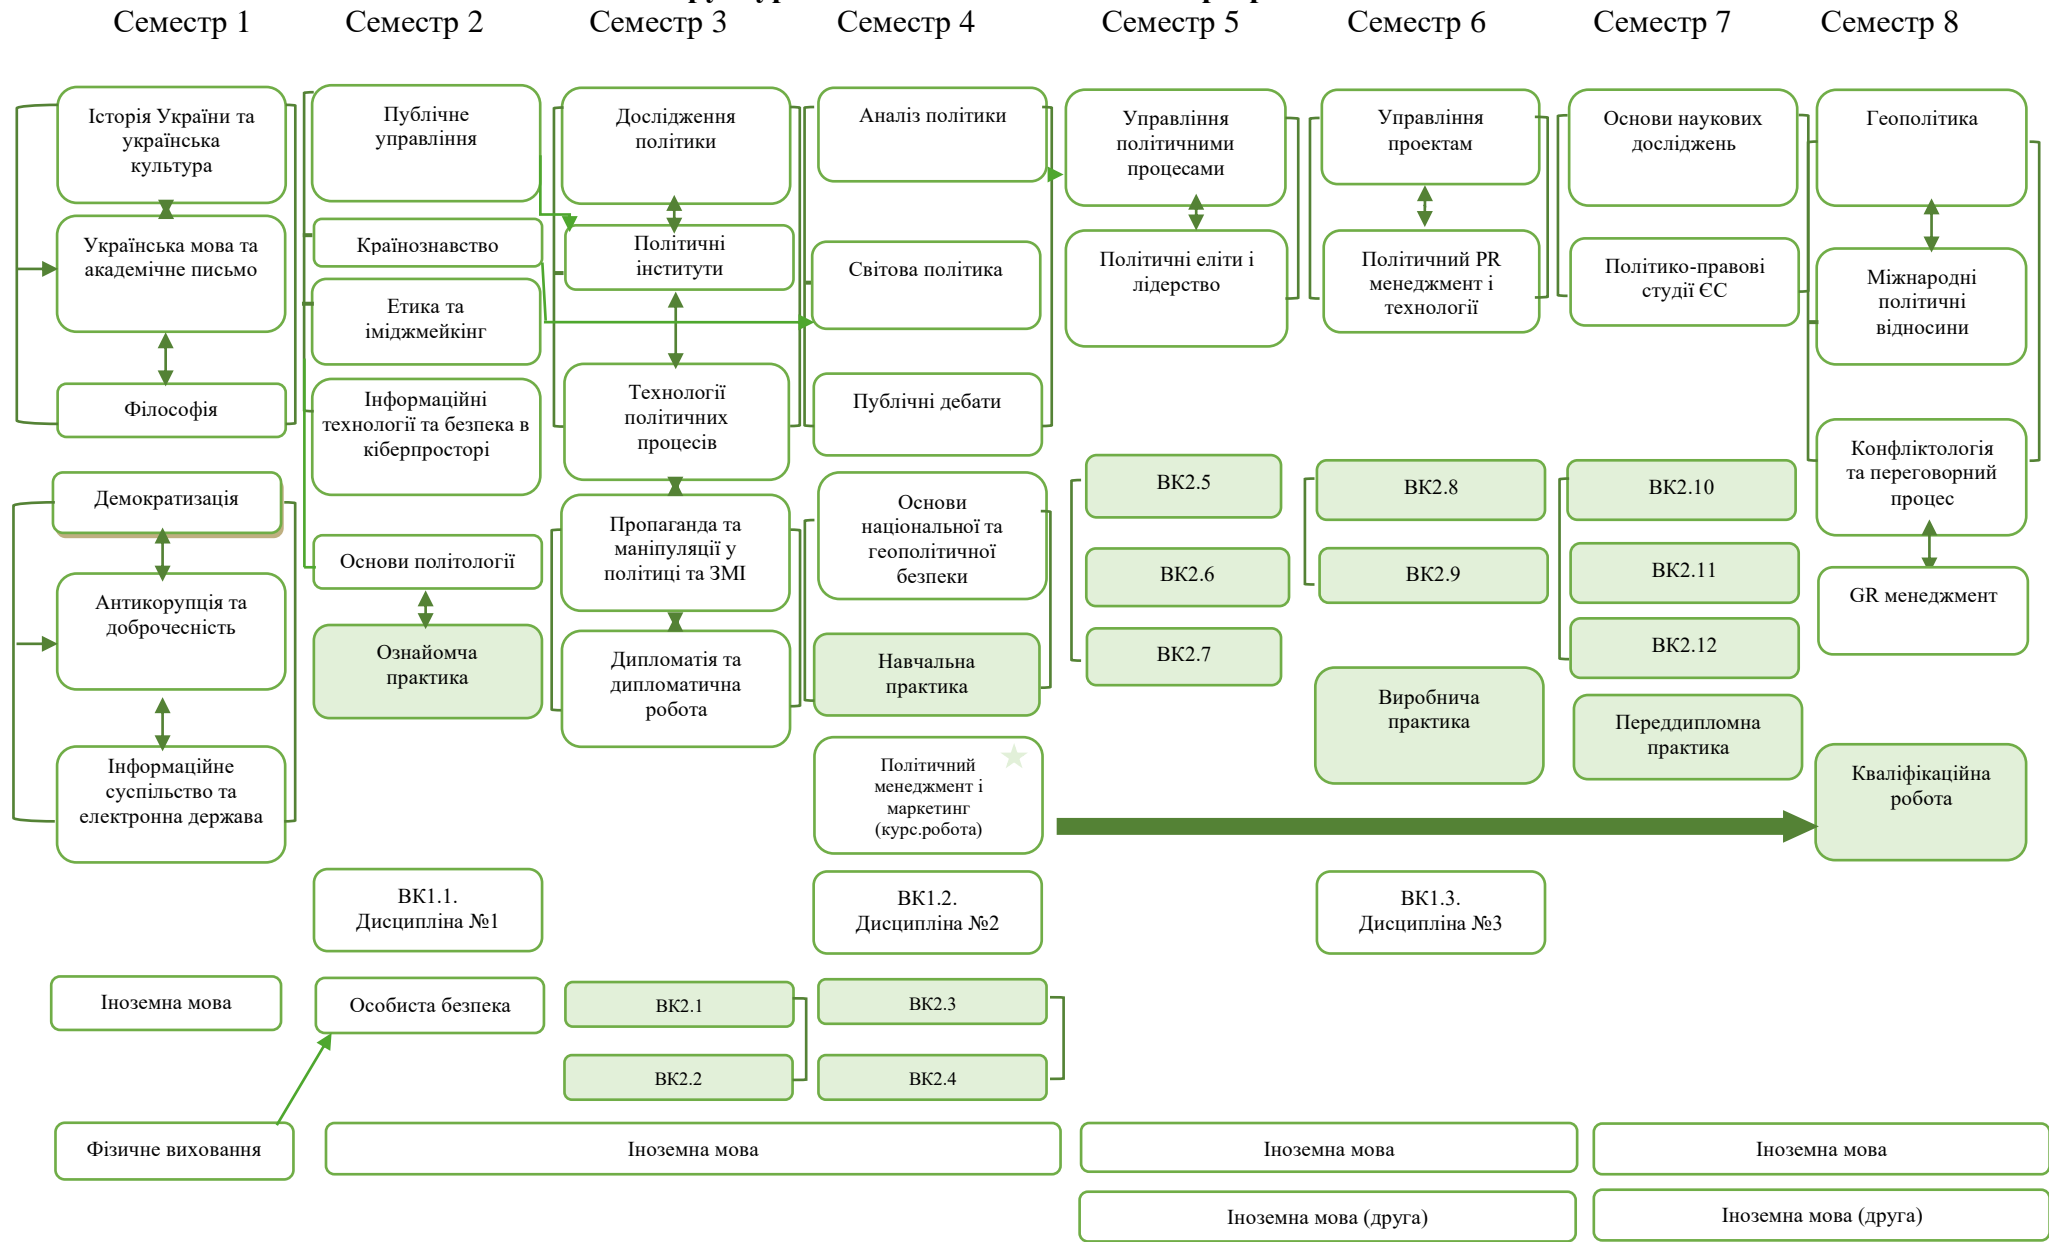 Семестр 1
Семестр 2
Семестр 3
Семестр 4
Семестр 5
Семестр 6
Семестр 7
Семестр 8
Історія України та
українська
культура
Українська мова та
академічне письмо
Філософія
Демократизація
Антикорупція та
доброчесність
Інформаційне
суспільство та
електронна держава
Іноземна мова
Фізичне виховання
Публічне
управління
Країнознавство
Етика та
іміджмейкінг
Інформаційні
технології та безпека в
кіберпросторі
Основи політології
Ознайомча
практика
ВК1.1.
Дисципліна №1
Особиста безпека
Дослідження
політики
Політичні
інститути
Технології
політичних
процесів
Пропаганда та
маніпуляції у
політиці та ЗМІ
Дипломатія та
дипломатична
робота
ВК2.1
ВК2.2
Аналіз політики
Світова політика
Публічні дебати
Основи
національної та
геополітичної
безпеки
Навчальна
практика
Політичний
менеджмент і
маркетинг
(курс.робота)
ВК1.2.
Дисципліна №2
ВК2.3
ВК2.4
Іноземна мова
Управління
політичними
процесами
Політичні еліти і
лідерство
ВК2.5
ВК2.6
ВК2.7
Управління
проектам
Політичний PR
менеджмент і
технології
ВК2.8
ВК2.9
Виробнича
практика
ВК1.3.
Дисципліна №3
Іноземна мова
Іноземна мова (друга)
Основи наукових
досліджень
Політико-правові
студії ЄС
ВК2.10
ВК2.11
ВК2.12
Переддипломна
практика
Геополітика
Міжнародні
політичні
відносини
Конфліктологія
та переговорний
процес
GR менеджмент
Кваліфікаційна
робота
Іноземна мова
Іноземна мова (друга)